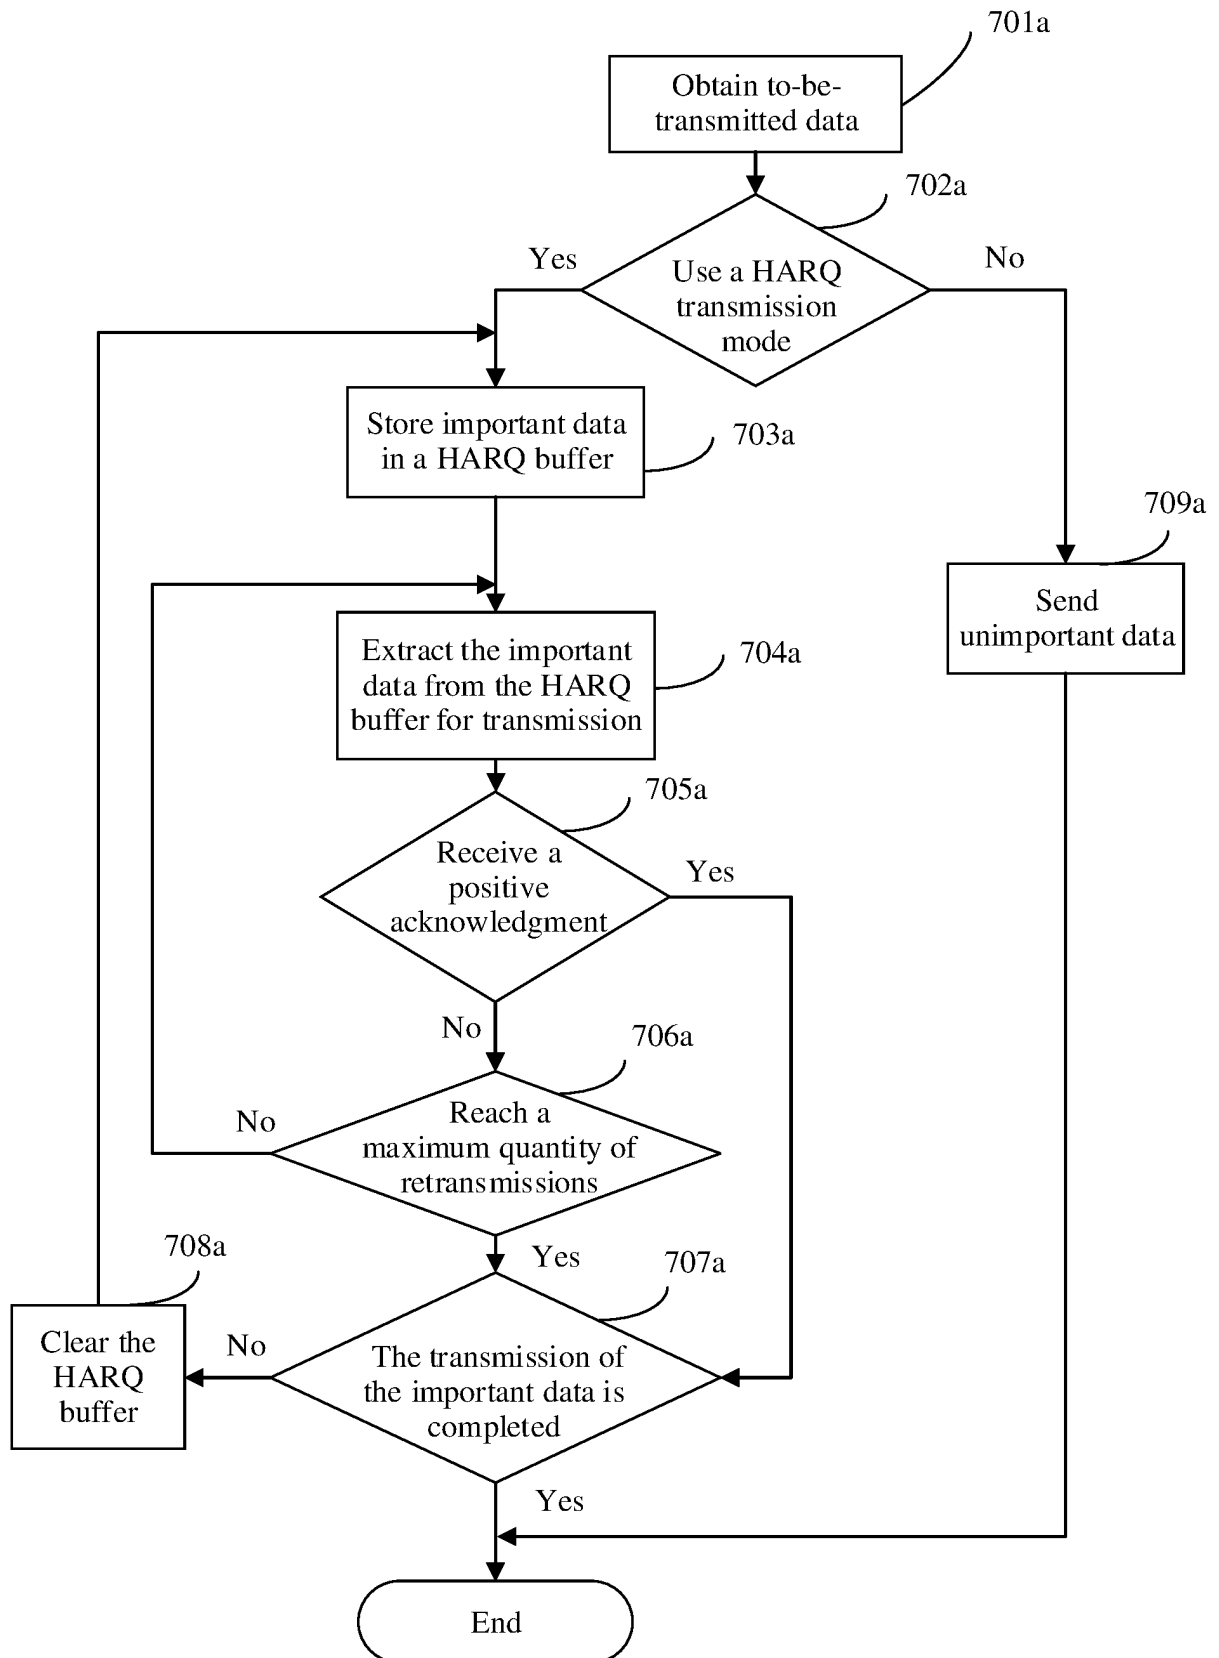 701a
Obtain to-be-
transmitted data
702a
Yes
No
Use a HARQ
transmission
mode
Store important data
in a HARQ buffer
703a
709a
Send
unimportant data
Extract the important
data from the HARQ
buffer for transmission
704a
705a
Receive a
positive
acknowledgment
Yes
No
706a
No
Reach a
maximum quantity of
retransmissions
Yes
708a
707a
Clear the
HARQ
buffer
No
The transmission of
the important data is
completed
Yes
End